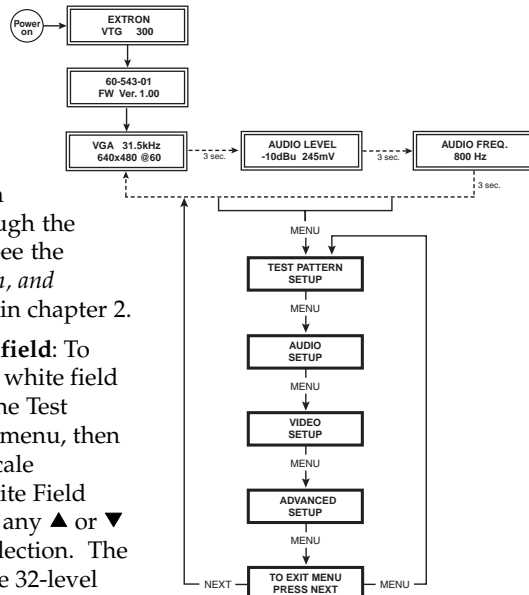 Power
on
EXTRON
VTG 300
60-543-01
FW Ver. 1.00
VGA 31.5kHz
640x480 @60
3 sec.
AUDIO LEVEL
-10dBu 245mV
3 sec.
AUDIO FREQ.
800 Hz
3 sec.
MENU
TEST PATTERN
SETUP
MENU
AUDIO
SETUP
MENU
VIDEO
SETUP
MENU
ADVANCED
SETUP
MENU
TO EXIT MENU
PRESS NEXT
NEXT
MENU
ugh the
ee the
and
in chapter 2.
field: To
white field
he Test
menu, then
cale
ite Field
any ▲ or ▼
lection. The
e 32-level